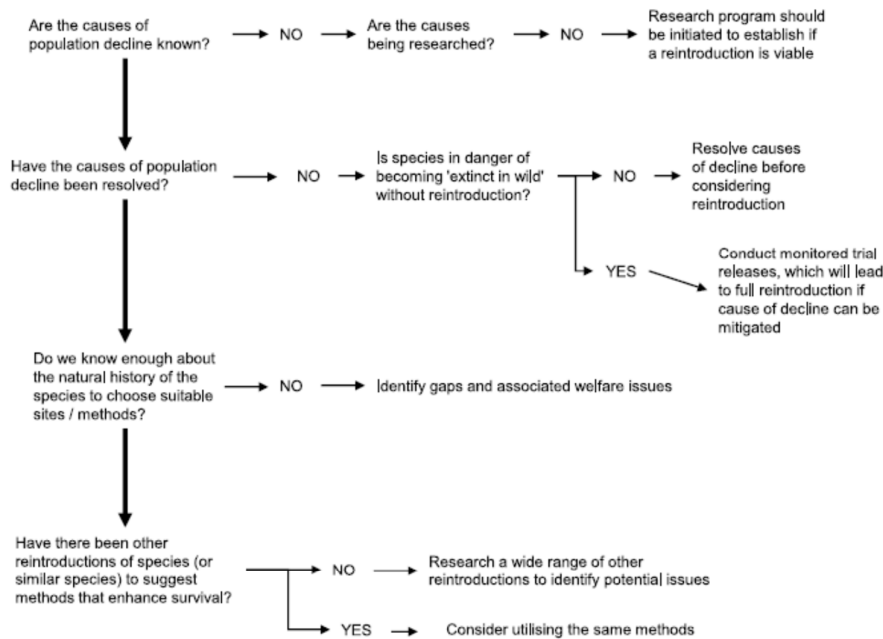 Are the causes of
population decline known?
NO
Are the causes
being researched?
NO
Research program should
be initiated to establish if
a reintroduction is viable
Have the causes of population
decline been resolved?
NO
Is species in danger of
becoming 'extinct in wild'
without reintroduction?
NO
Resolve causes
of decline before
considering
reintroduction
YES
Conduct monitored trial
releases, which will lead
to full reintroduction if
cause of decline can be
mitigated
Do we know enough about
the natural history of the
species to choose suitable
sites / methods?
NO
Identify gaps and associated welfare issues
Have there been other
reintroductions of species (or
similar species) to suggest
methods that enhance survival?
NO
Research a wide range of other
reintroductions to identify potential issues
YES
Consider utilising the same methods